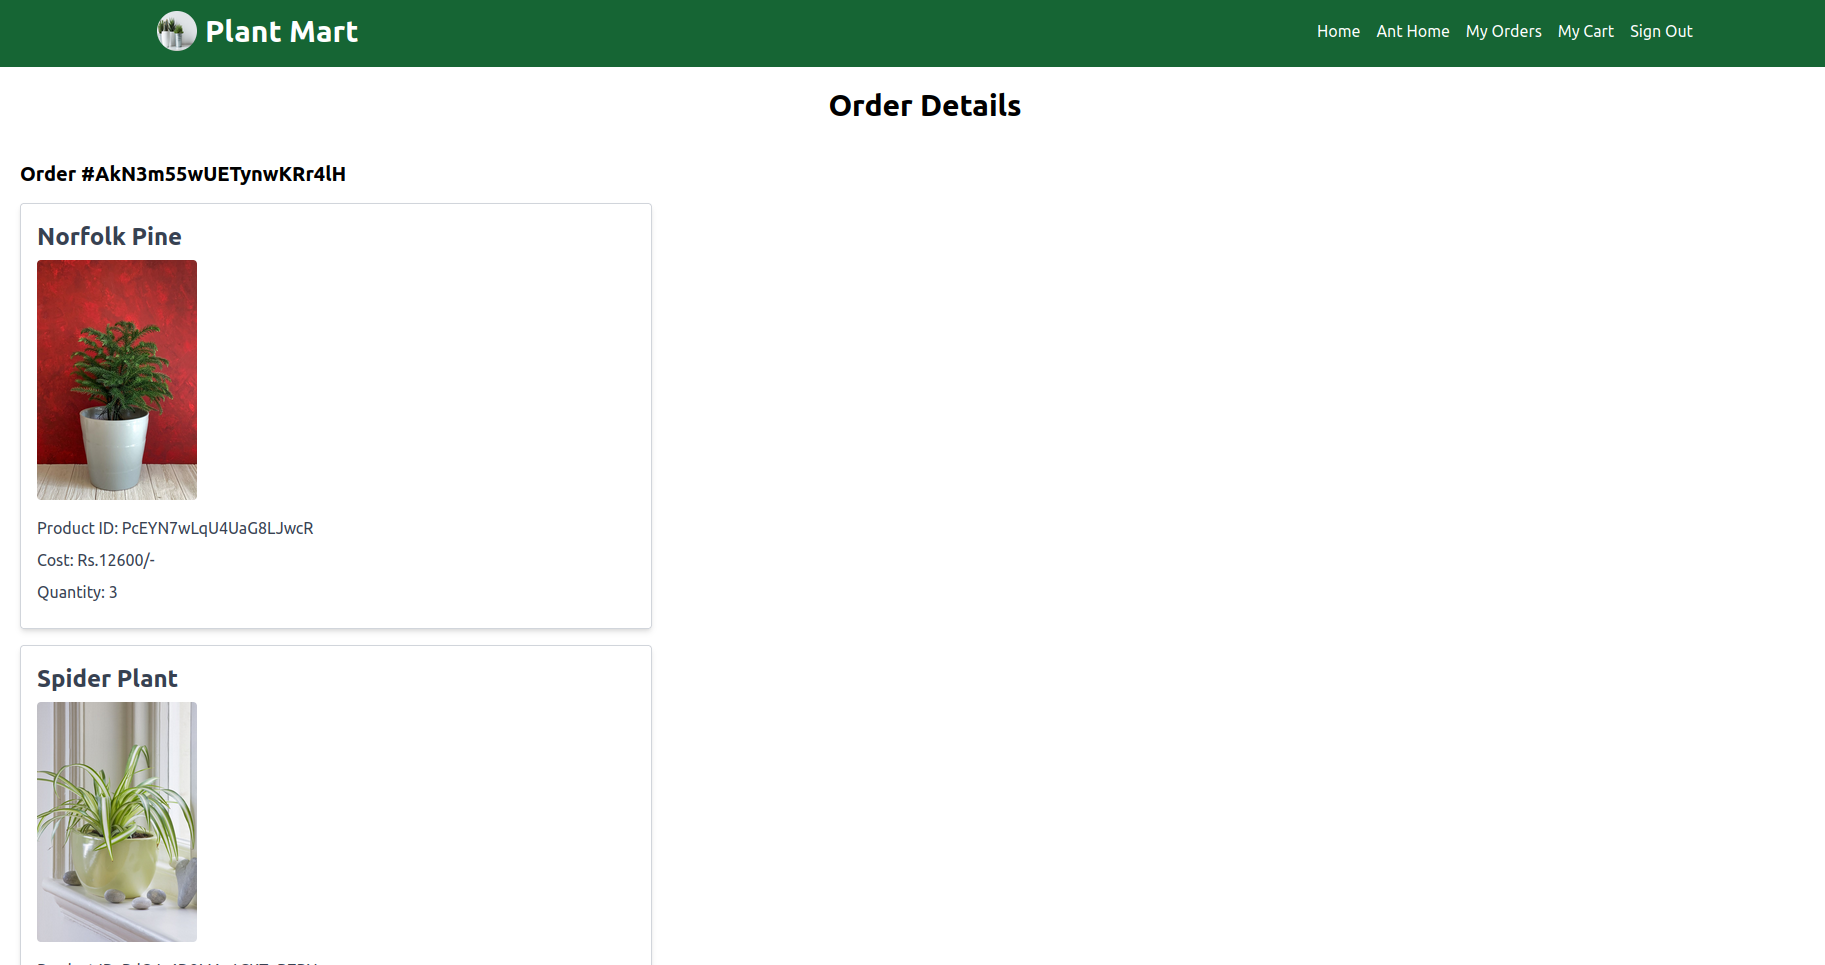 Plant Mart
Home Ant Home My Orders My Cart Sign Out
Order Details
Order #AkN3m55wUETynwKRr4lH
Norfolk Pine
Product ID: PcEYN7wLqU4UaG8LJwcR
Cost: Rs.12600/-
Quantity: 3
Spider Plant